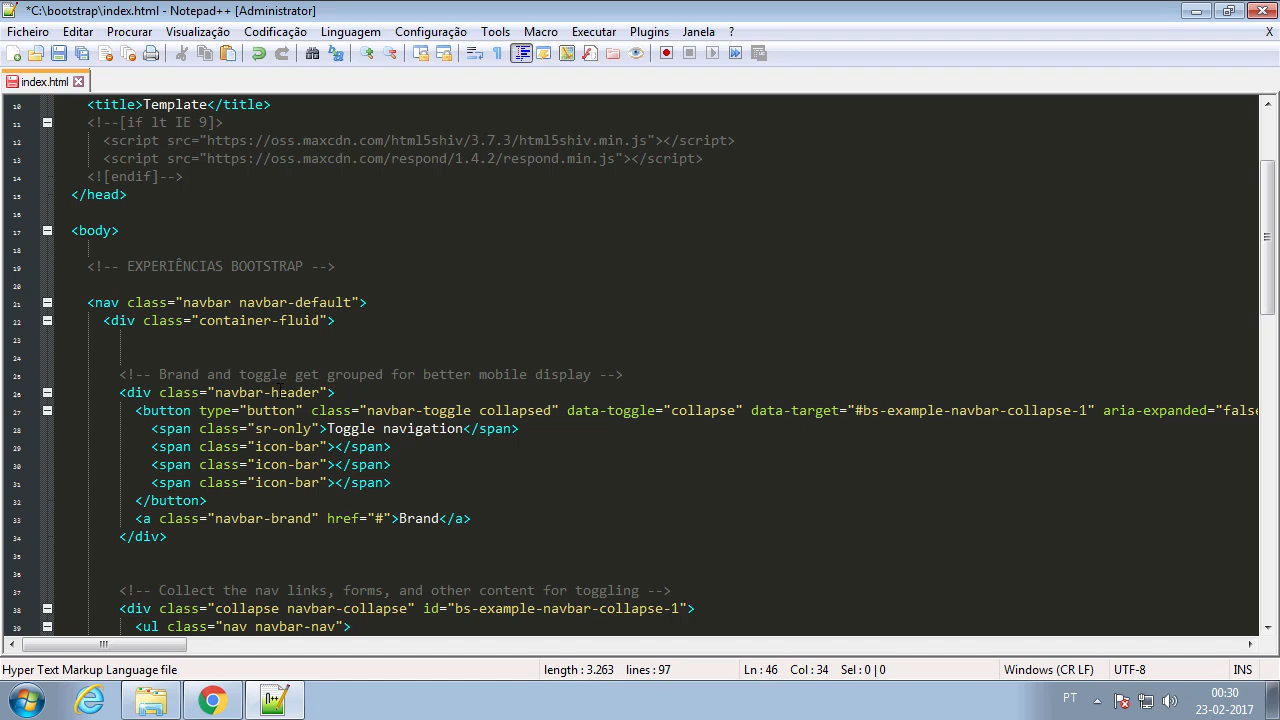 *C:\bootstrap\index.html - Notepad++ [Administrator]
Ficheiro Editar Procurar Visualização Codificação Linguagem Configuração Tools Macro Executar Plugins Janela ? X
index.html
10 <title>Template</title>
11 <!--[if lt IE 9]>
12 <script src="https://oss.maxcdn.com/html5shiv/3.7.3/html5shiv.min.js"></script>
13 <script src="https://oss.maxcdn.com/respond/1.4.2/respond.min.js"></script>
14 <![endif]-->
15 </head>
16
17 <body>
18
19 <!-- EXPERIÊNCIAS BOOTSTRAP -->
20
21 <nav class="navbar navbar-default">
22 <div class="container-fluid">
23
24
25 <!-- Brand and toggle get grouped for better mobile display -->
26 <div class="navbar-header">
27 <button type="button" class="navbar-toggle collapsed" data-toggle="collapse" data-target="#bs-example-navbar-collapse-1" aria-expanded="false
28 <span class="sr-only">Toggle navigation</span>
29 <span class="icon-bar"></span>
30 <span class="icon-bar"></span>
31 <span class="icon-bar"></span>
32 </button>
33 <a class="navbar-brand" href="#">Brand</a>
34 </div>
35
36
37 <!-- Collect the nav links, forms, and other content for toggling -->
38 <div class="collapse navbar-collapse" id="bs-example-navbar-collapse-1">
39 <ul class="nav navbar-nav">
Hyper Text Markup Language file length : 3.263 lines : 97 Ln : 46 Col : 34 Sel : 0 | 0 Windows (CR LF) UTF-8 INS
PT 00:30
23-02-2017